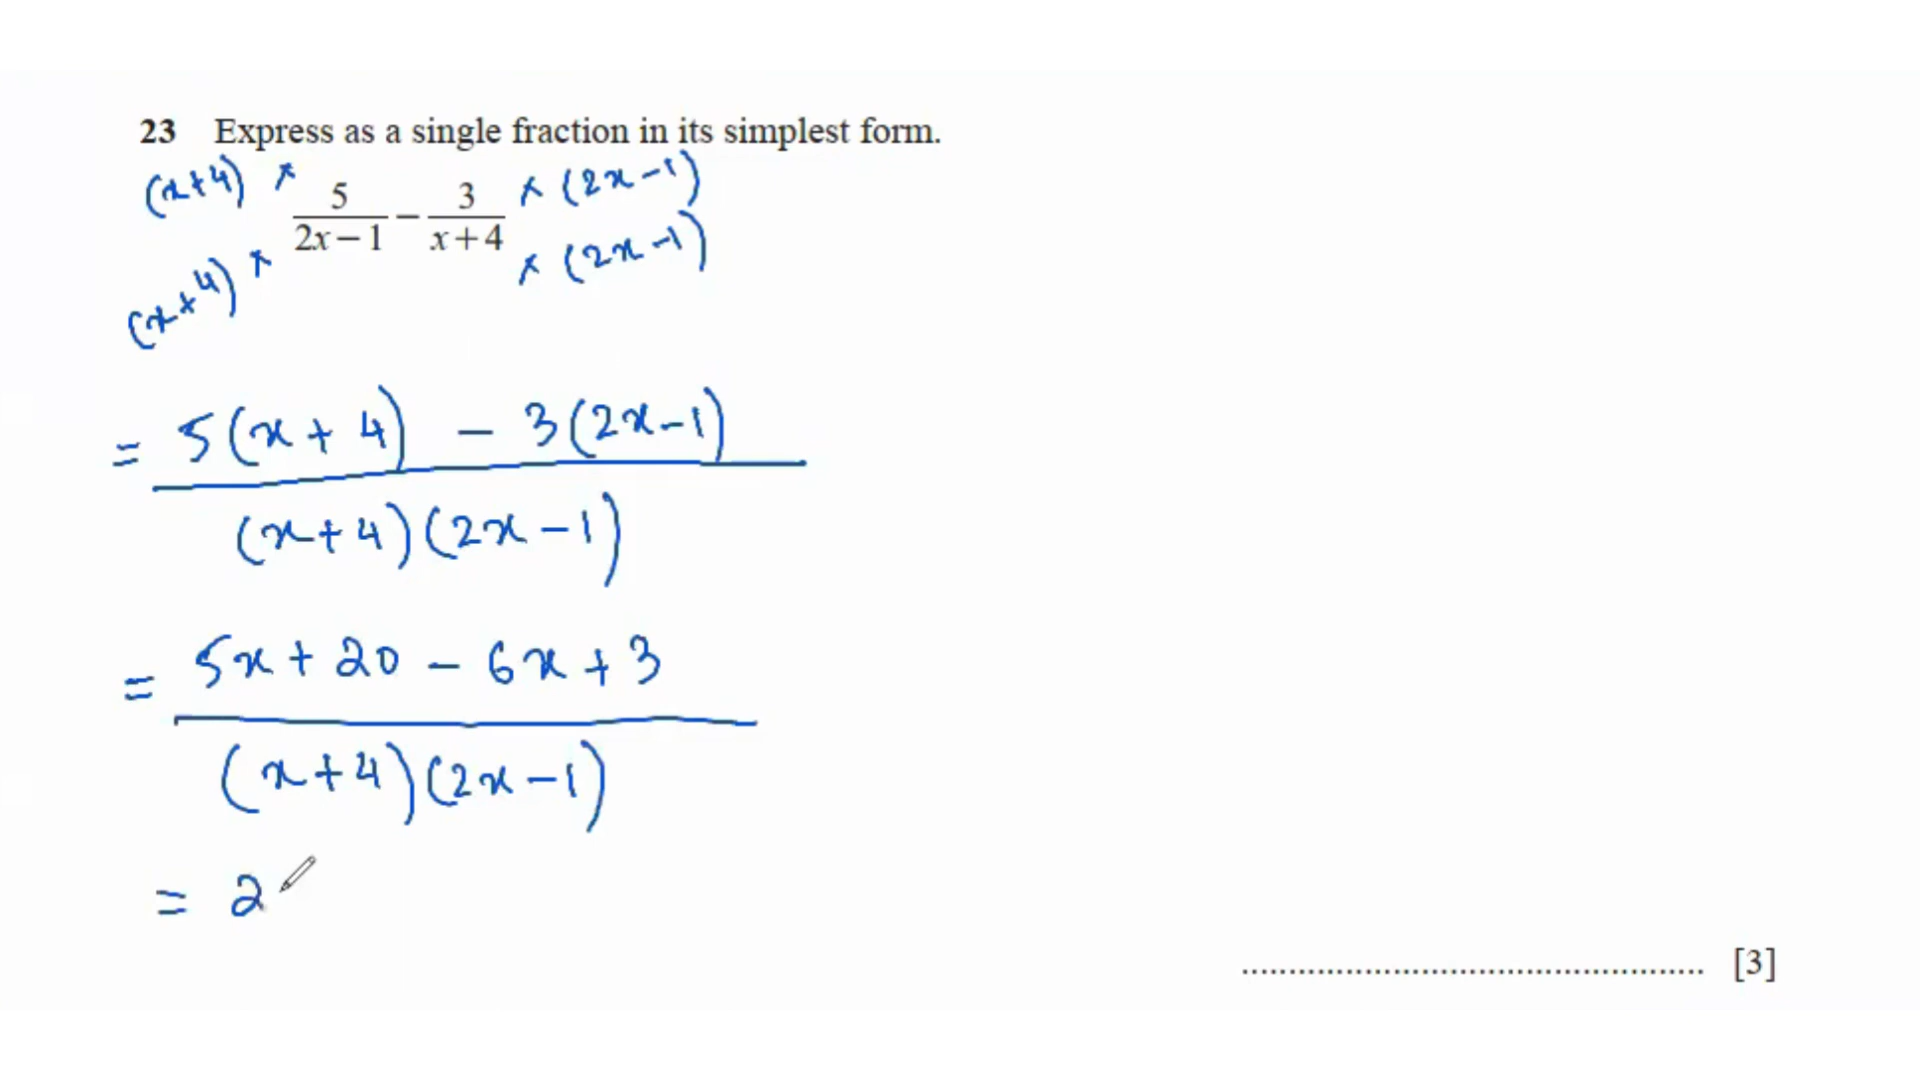 23 Express as a single fraction in its simplest form.
(x+4) × 5 3 × (2x-1)
−
(x+4) × 2x−1 x+4 × (2x-1)
= 5(x+4) - 3(2x-1)
(x+4)(2x-1)
= 5x+20-6x+3
(x+4)(2x-1)
= 2
.................................................. [3]